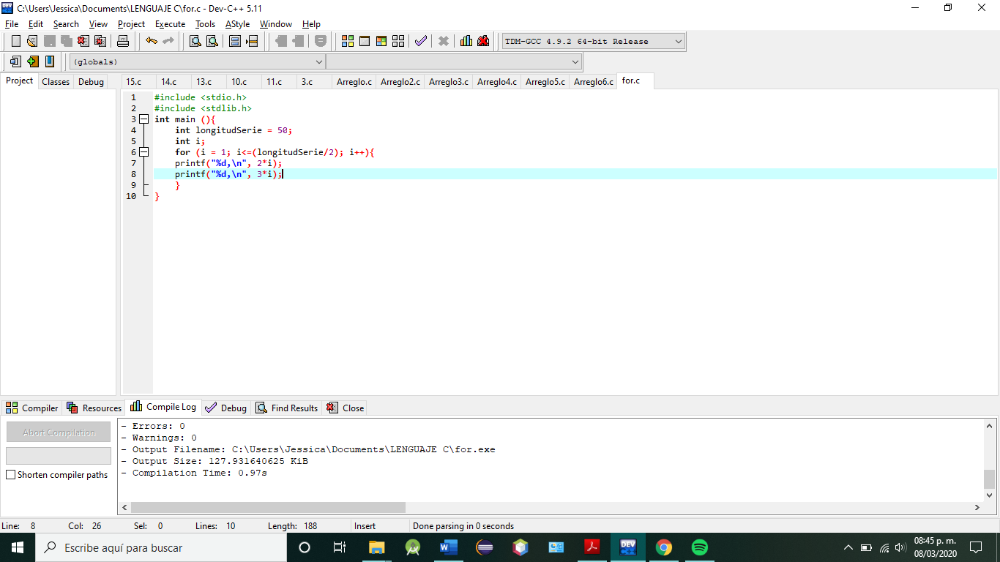 C:\Users\Jessica\Documents\LENGUAJE C\for.c - Dev-C++ 5.11
File Edit Search View Project Execute Tools AStyle Window Help
TDM-GCC 4.9.2 64-bit Release
(globals)
Project Classes Debug
15.c 14.c 13.c 10.c 11.c 3.c Arreglo.c Arreglo2.c Arreglo3.c Arreglo4.c Arreglo5.c Arreglo6.c for.c
1 #include <stdio.h>
2 #include <stdlib.h>
3 int main (){
4 int longitudSerie = 50;
5 int i;
6 for (i = 1; i<=(longitudSerie/2); i++){
7 printf("%d,\n", 2*i);
8 printf("%d,\n", 3*i);
9 }
10 }
Compiler Resources Compile Log Debug Find Results Close
Abort Compilation
Shorten compiler paths
- Errors: 0
- Warnings: 0
- Output Filename: C:\Users\Jessica\Documents\LENGUAJE C\for.exe
- Output Size: 127.931640625 KiB
- Compilation Time: 0.97s
Line: 8 Col: 26 Sel: 0 Lines: 10 Length: 188 Insert Done parsing in 0 seconds
Escribe aquí para buscar
DEV
08:45 p. m.
08/03/2020